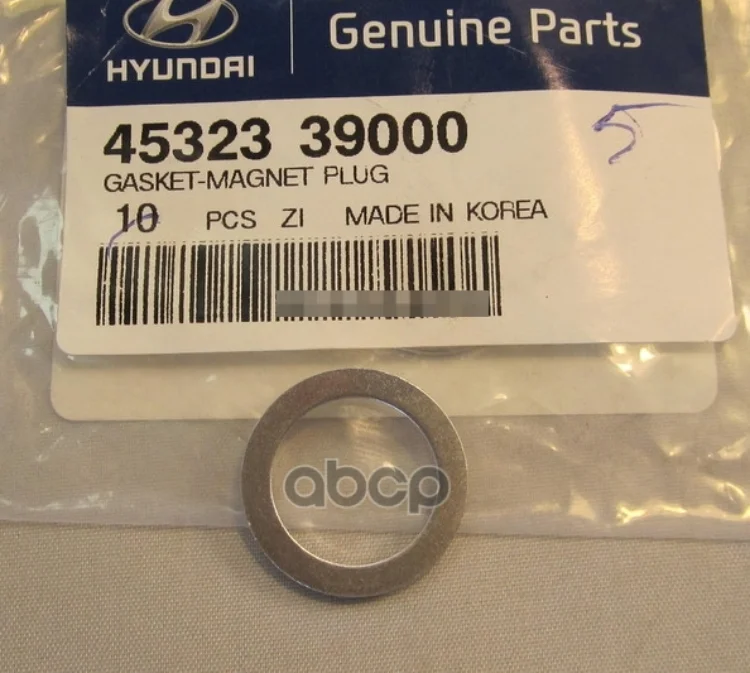 HYUNDAI
Genuine Parts
45323 39000
5
GASKET-MAGNET PLUG
10 PCS ZI MADE IN KOREA
abcp